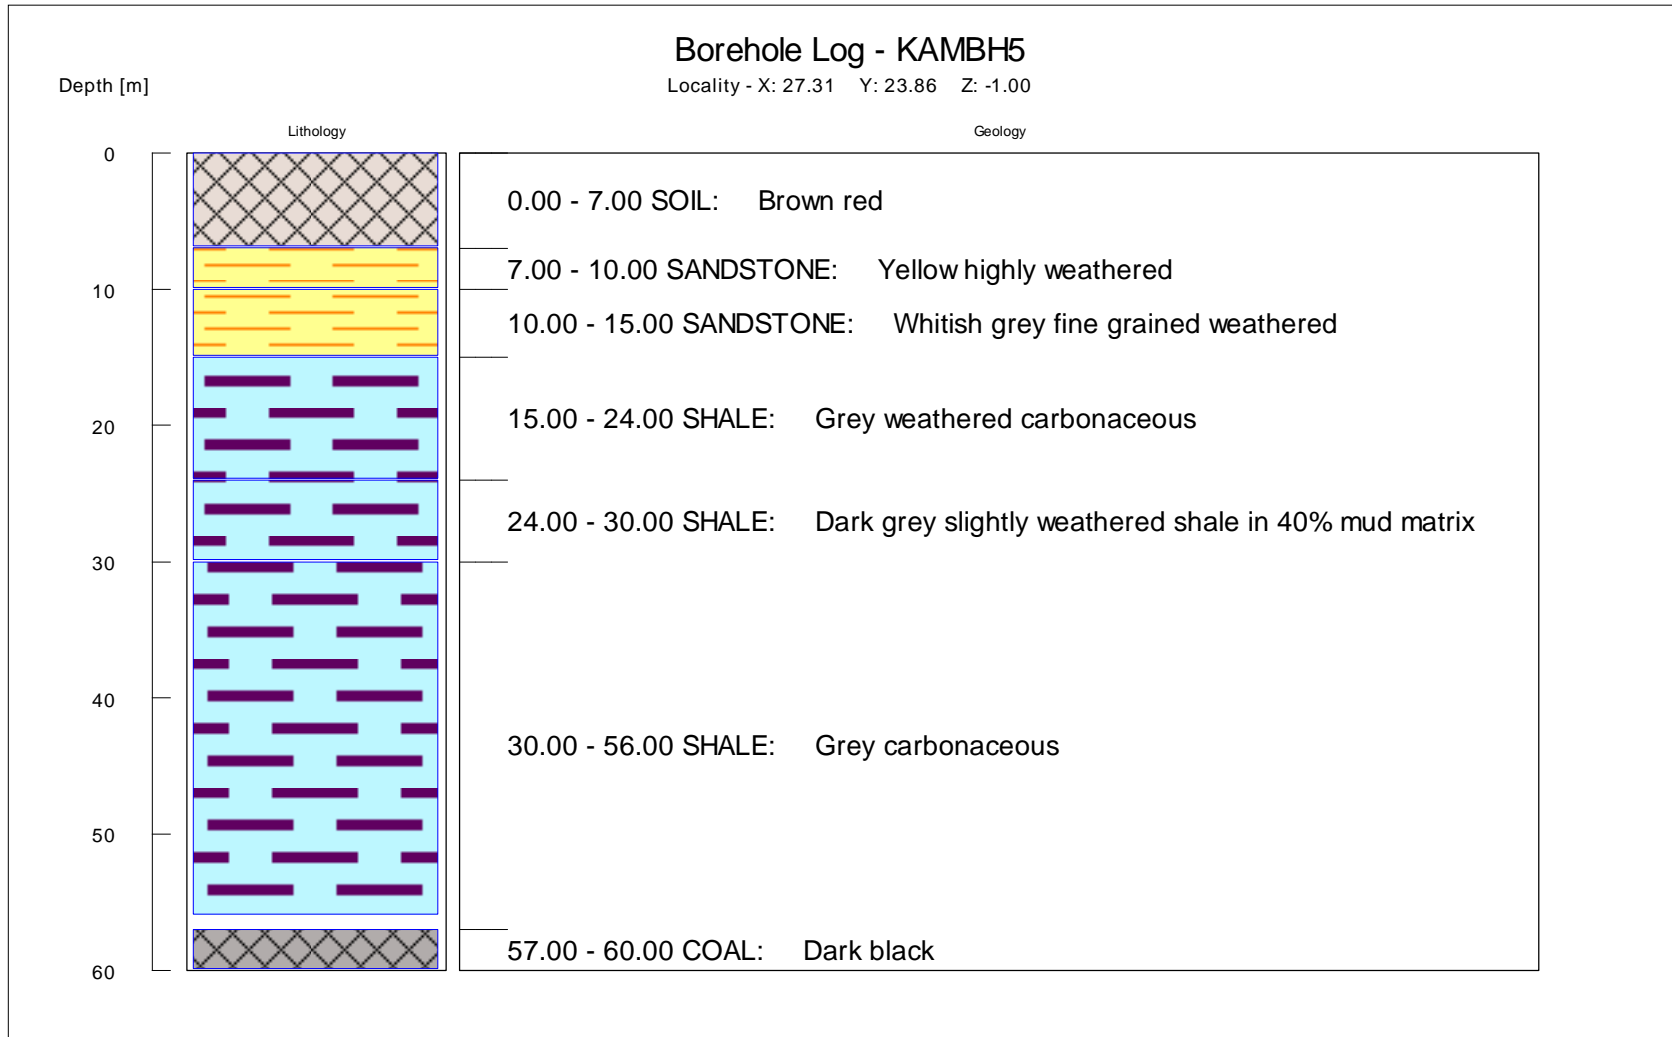 Borehole Log - KAMBH5
Depth [m]
Locality - X: 27.31 Y: 23.86 Z: -1.00
Lithology
Geology
0
0.00 - 7.00 SOIL: Brown red
7.00 - 10.00 SANDSTONE: Yellow highly weathered
10
10.00 - 15.00 SANDSTONE: Whitish grey fine grained weathered
15.00 - 24.00 SHALE: Grey weathered carbonaceous
20
24.00 - 30.00 SHALE: Dark grey slightly weathered shale in 40% mud matrix
30
40
30.00 - 56.00 SHALE: Grey carbonaceous
50
57.00 - 60.00 COAL: Dark black
60